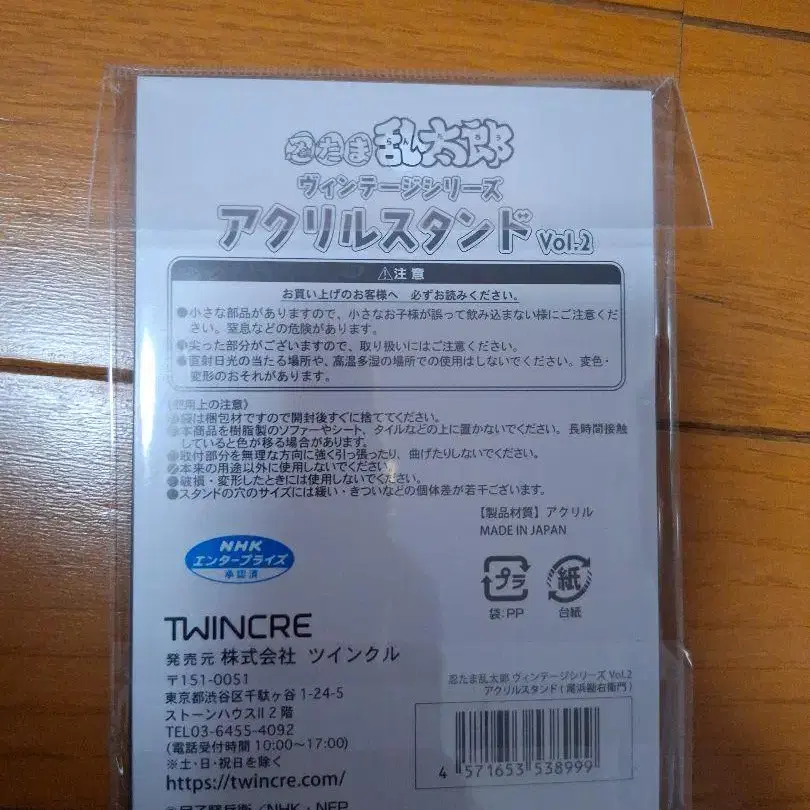 忍たま乱太郎
ヴィンテージシリーズ
アクリルスタンド Vol.2
⚠注意
お買い上げのお客様へ 必ずお読みください。
●小さな部品がありますので、小さなお子様が誤って飲み込まない様にご注意くだ
さい。窒息などの危険があります。
●尖った部分がございますので、取り扱いにはご注意ください。
●直射日光の当たる場所や、高温多湿の場所での使用はしないでください。変色・
変形のおそれがあります。
《使用上の注意》
●袋は梱包材ですので開封後すぐに捨ててください。
●本商品を樹脂製のソファーやシート、タイルなどの上に置かないでください。長時間接触
していると色が移る場合があります。
●取付部分を無理な方向に強く引っ張ったり、曲げたりしないでください。
●本来の用途以外に使用しないでください。
●破損・変形したときには使用しないでください。
●スタンドの穴のサイズには緩い・きついなどの個体差が若干ございます。
【製品材質】アクリル
MADE IN JAPAN
NHK
エンタープライズ
承認済
プラ
袋:PP
紙
台紙
TWINCRE
発売元 株式会社 ツインクル
〒151-0051
東京都渋谷区千駄ヶ谷 1-24-5
ストーンハウスⅡ 2 階
TEL03-6455-4092
(電話受付時間 10:00〜17:00)
※土・日・祝日を除く
https://twincre.com/
忍たま乱太郎 ヴィンテージシリーズ Vol.2
アクリルスタンド ( 尾浜勘右衛門 )
4 571653 538999
©尼子騒兵衛/NHK・NEP